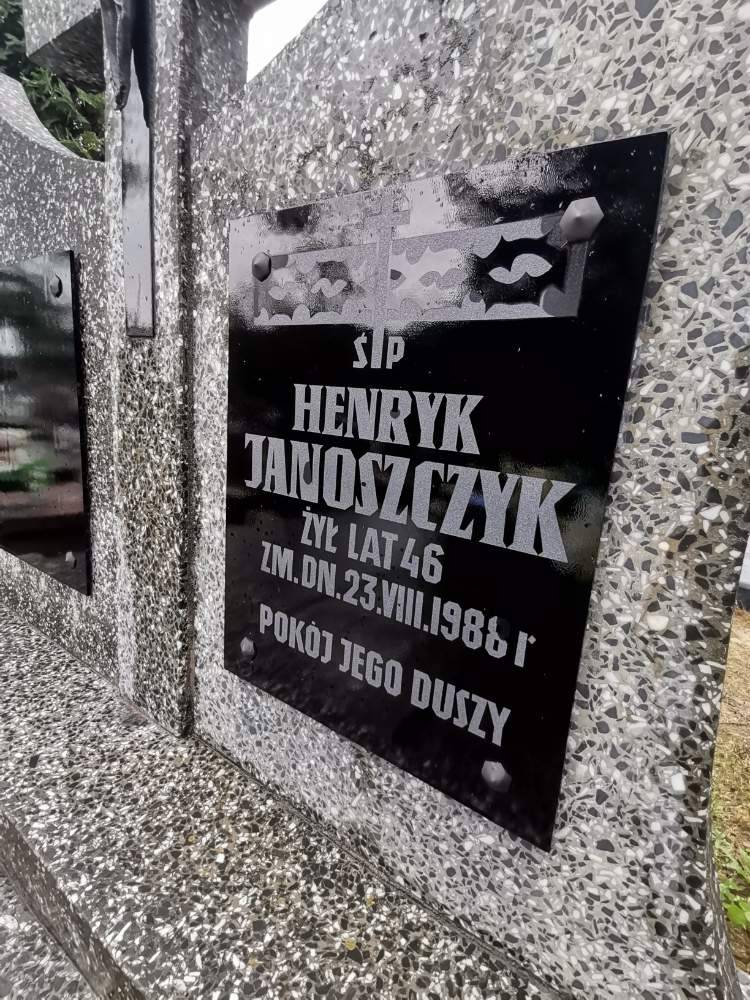 ŚP
HENRYK
JANOSZCZYK
ŻYŁ LAT 46
ZM. DN. 23.VIII.1988 r
POKÓJ JEGO DUSZY